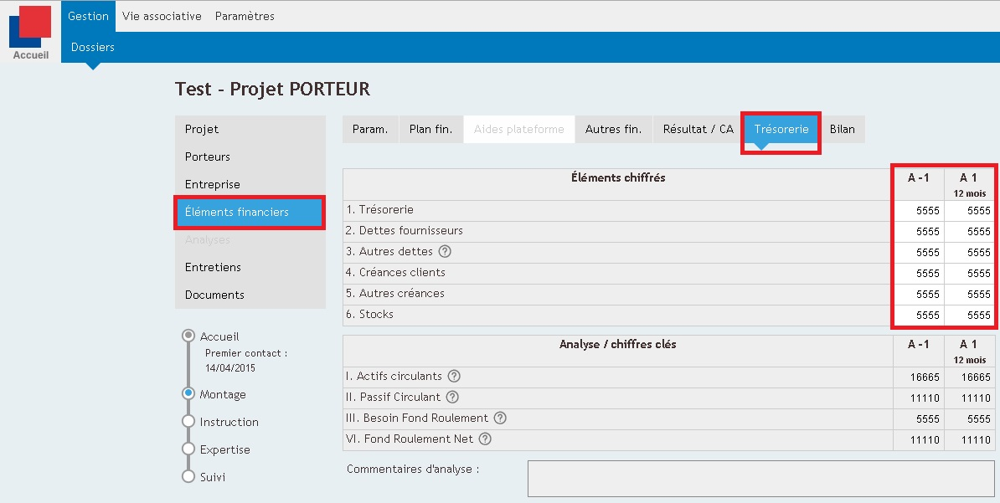 Gestion Vie associative Paramètres
Accueil
Dossiers
Test - Projet PORTEUR
Projet
Porteurs
Entreprise
Éléments financiers
Analyses
Entretiens
Documents
Accueil
Premier contact :
14/04/2015
Montage
Instruction
Expertise
Suivi
Param. Plan fin. Aides plateforme Autres fin. Résultat / CA Trésorerie Bilan
Éléments chiffrés A -1 A 1
12 mois
1. Trésorerie 5555 5555
2. Dettes fournisseurs 5555 5555
3. Autres dettes ? 5555 5555
4. Créances clients 5555 5555
5. Autres créances 5555 5555
6. Stocks 5555 5555
Analyse / chiffres clés A -1 A 1
12 mois
I. Actifs circulants ? 16665 16665
II. Passif Circulant ? 11110 11110
III. Besoin Fond Roulement ? 5555 5555
VI. Fond Roulement Net ? 11110 11110
Commentaires d'analyse :